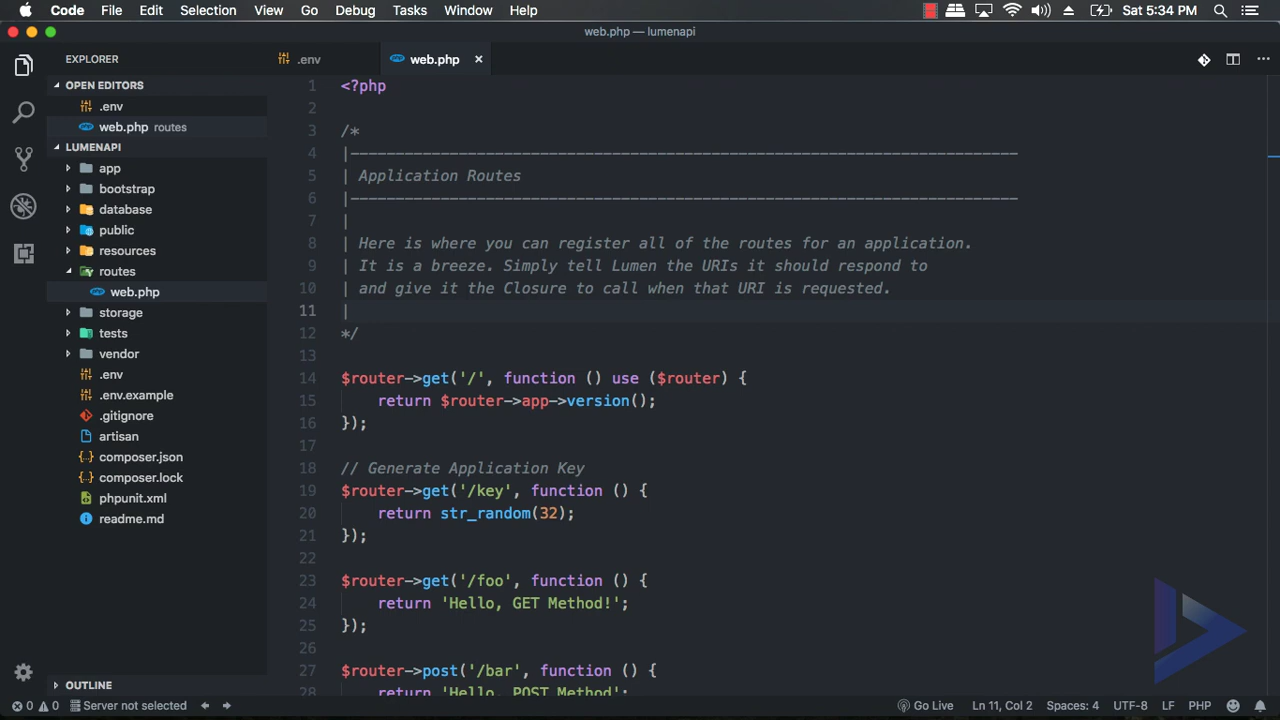 Code File Edit Selection View Go Debug Tasks Window Help Sat 5:34 PM
web.php — lumenapi
EXPLORER .env web.php ×
OPEN EDITORS
.env
web.php routes
LUMENAPI
app
bootstrap
database
public
resources
routes
web.php
storage
tests
vendor
.env
.env.example
.gitignore
artisan
composer.json
composer.lock
phpunit.xml
readme.md
OUTLINE
1 <?php
2
3 /*
4 |--------------------------------------------------------------------------
5 | Application Routes
6 |--------------------------------------------------------------------------
7 |
8 | Here is where you can register all of the routes for an application.
9 | It is a breeze. Simply tell Lumen the URIs it should respond to
10 | and give it the Closure to call when that URI is requested.
11 |
12 */
13
14 $router->get('/', function () use ($router) {
15     return $router->app->version();
16 });
17
18 // Generate Application Key
19 $router->get('/key', function () {
20     return str_random(32);
21 });
22
23 $router->get('/foo', function () {
24     return 'Hello, GET Method!';
25 });
26
27 $router->post('/bar', function () {
28     return 'Hello, POST Method';
0 0 Server not selected Go Live Ln 11, Col 2 Spaces: 4 UTF-8 LF PHP